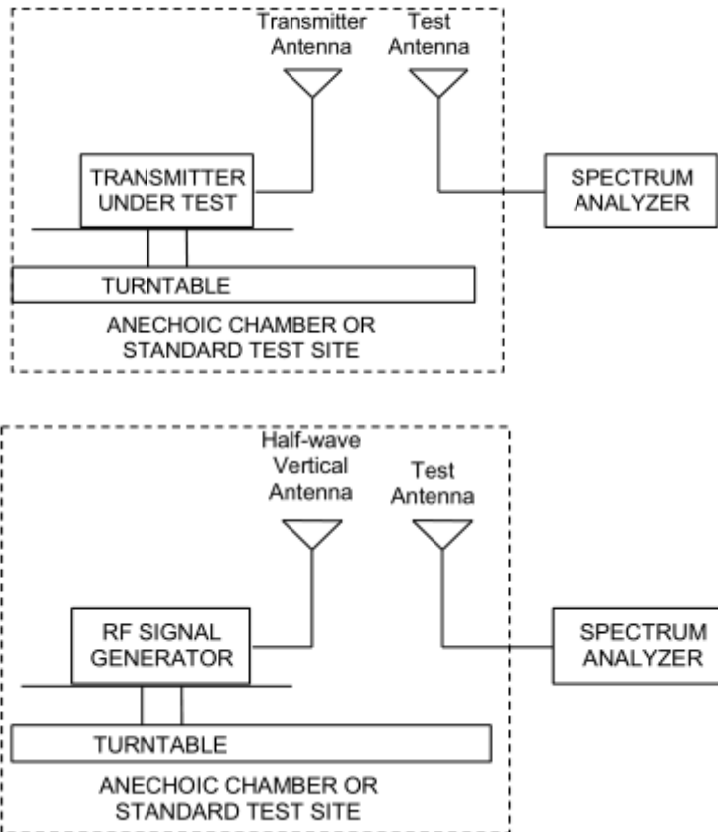 Transmitter
Antenna
Test
Antenna
TRANSMITTER
UNDER TEST
SPECTRUM
ANALYZER
TURNTABLE
ANECHOIC CHAMBER OR
STANDARD TEST SITE
Half-wave
Vertical
Antenna
Test
Antenna
RF SIGNAL
GENERATOR
SPECTRUM
ANALYZER
TURNTABLE
ANECHOIC CHAMBER OR
STANDARD TEST SITE